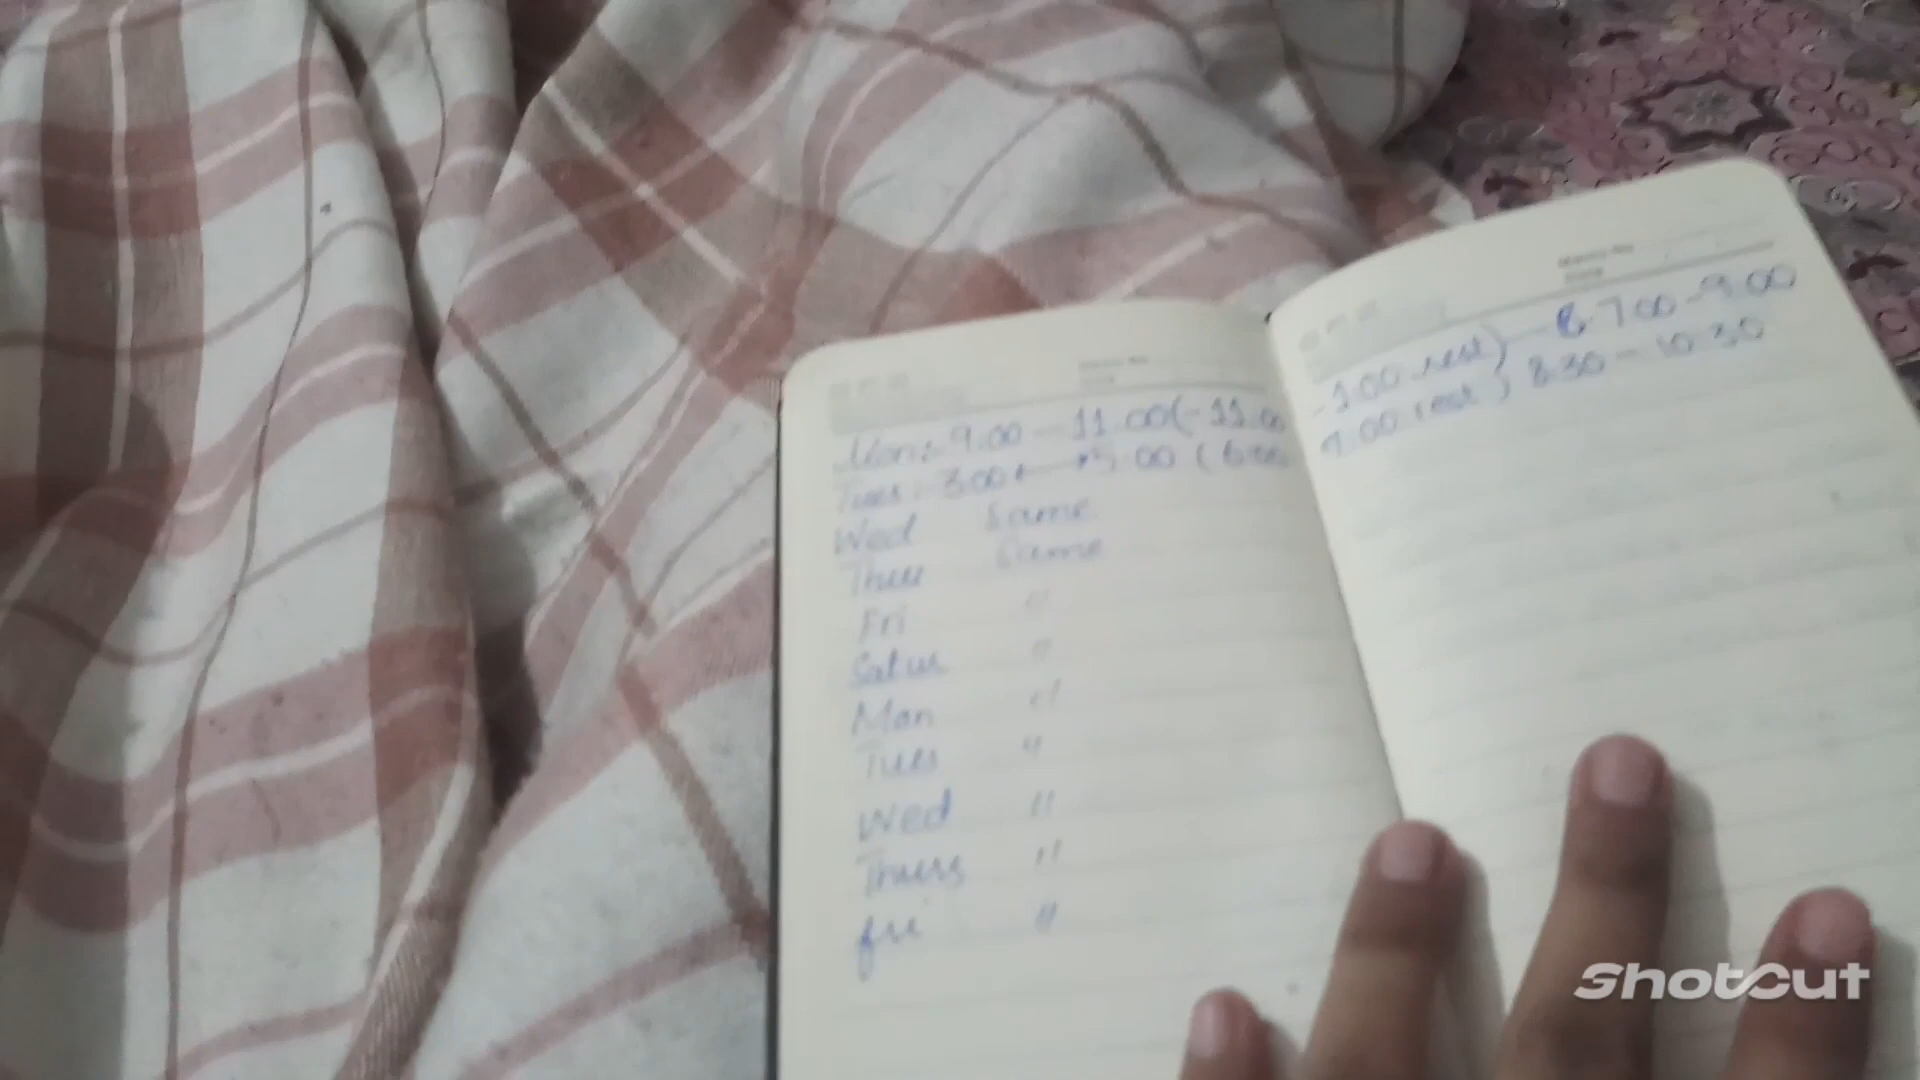 Mon:- 9.00 - 11.00 (-11.00 - 1.00 rest) - 7.00 - 9.00
Tues:- 3.00 - 5.00 (6.00 7.00 rest) 8.30 - 10.30
Wed Same
Thur Same
Fri "
Satur "
Mon "
Tues "
Wed "
Thurs "
fri "
ShotCut